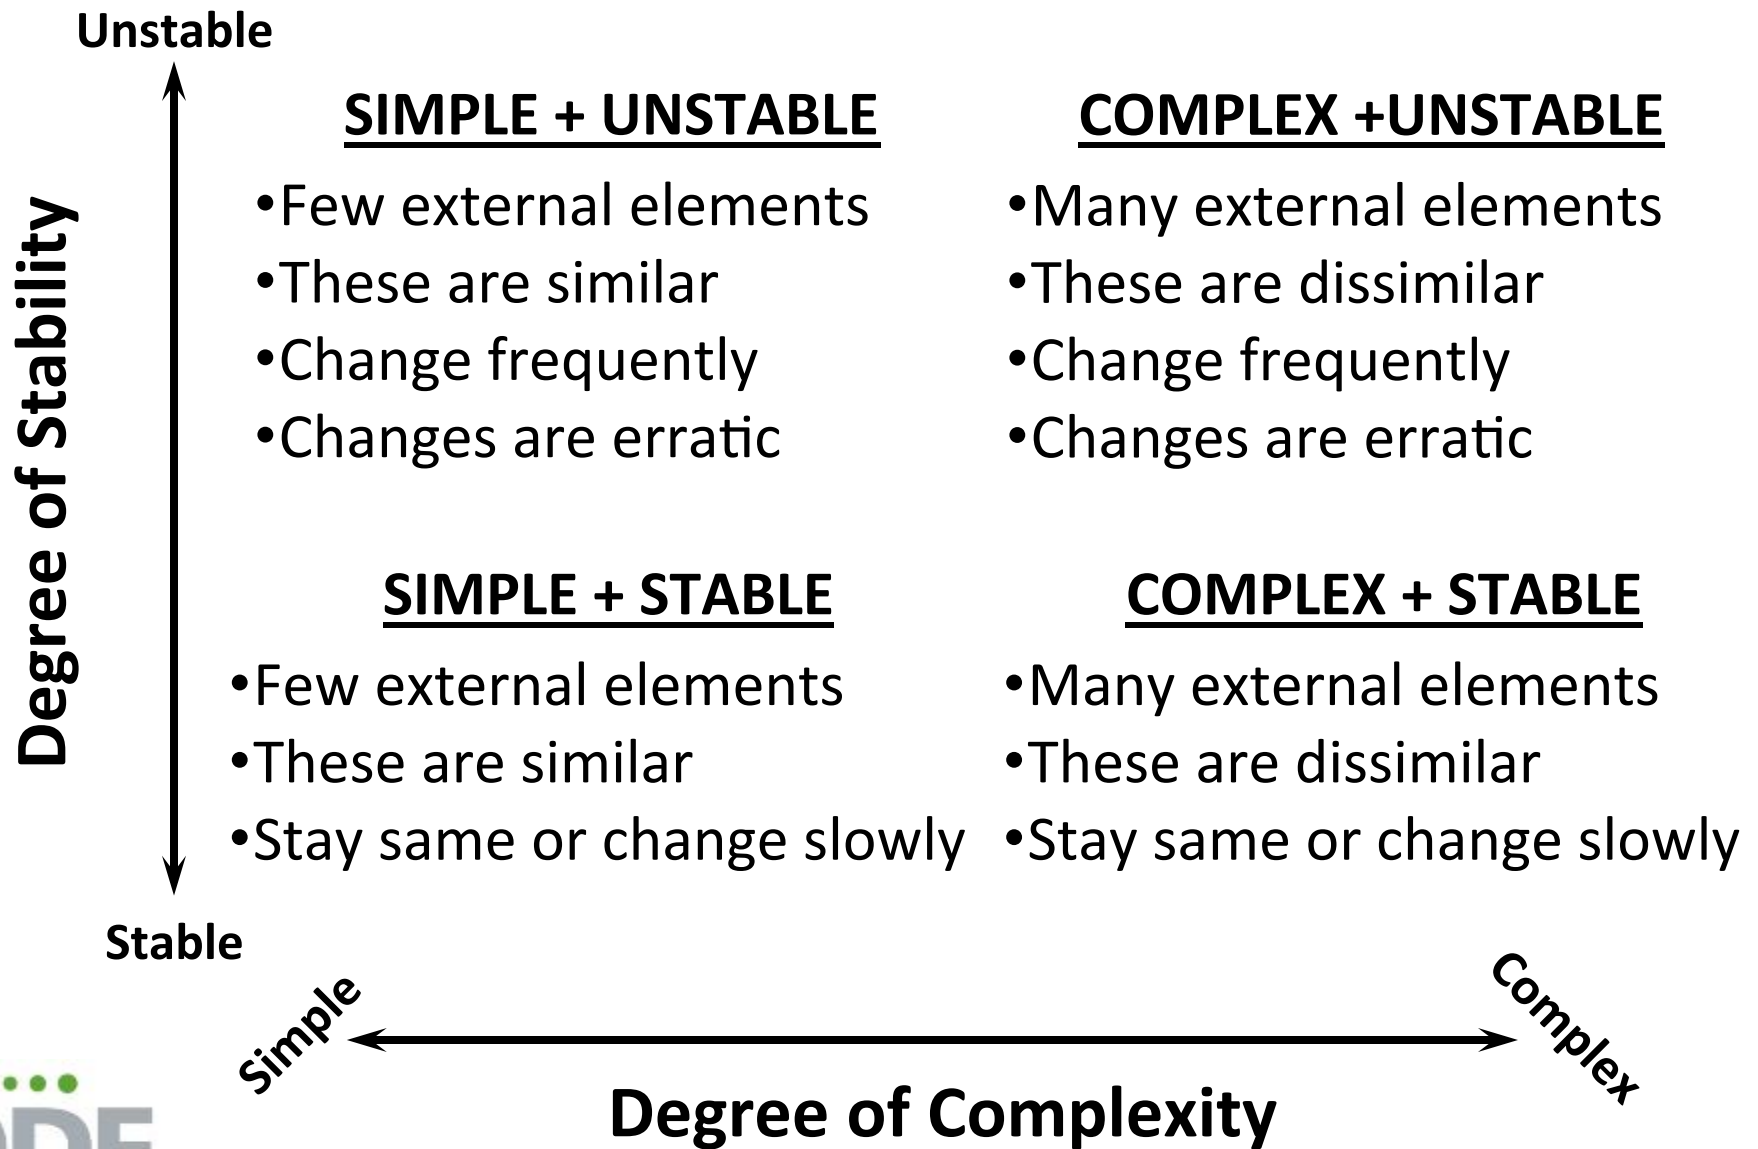 Unstable
Degree of Stability
SIMPLE + UNSTABLE
•Few external elements
•These are similar
•Change frequently
•Changes are erratic
COMPLEX +UNSTABLE
•Many external elements
•These are dissimilar
•Change frequently
•Changes are erratic
SIMPLE + STABLE
•Few external elements
•These are similar
•Stay same or change slowly
COMPLEX + STABLE
•Many external elements
•These are dissimilar
•Stay same or change slowly
Stable
Simple
Complex
Degree of Complexity